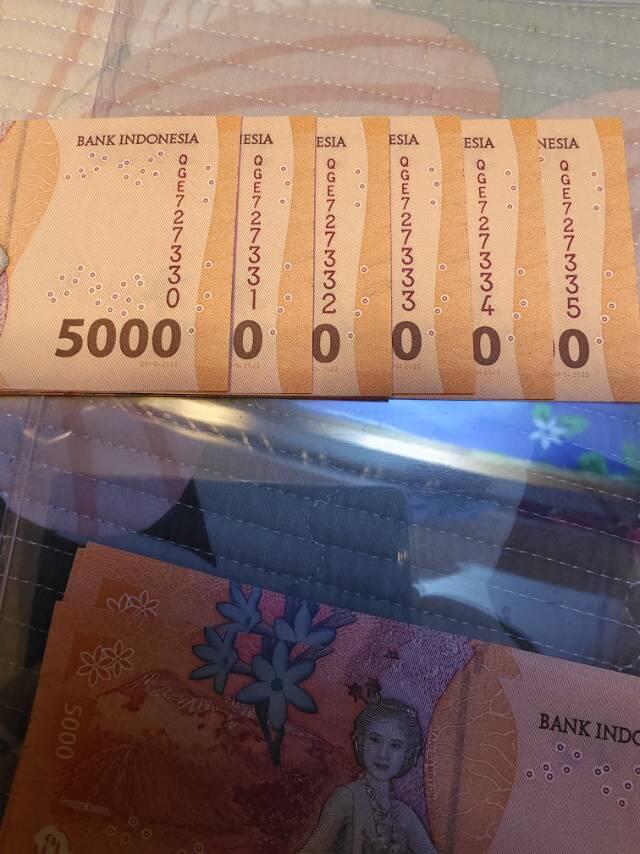 BANK INDONESIA
QGE727330
5000
ESIA
QGE727331
0
ESIA
QGE727332
0
ESIA
QGE727333
0
ESIA
QGE727334
0
NESIA
QGE727335
0
5000
BANK INDO